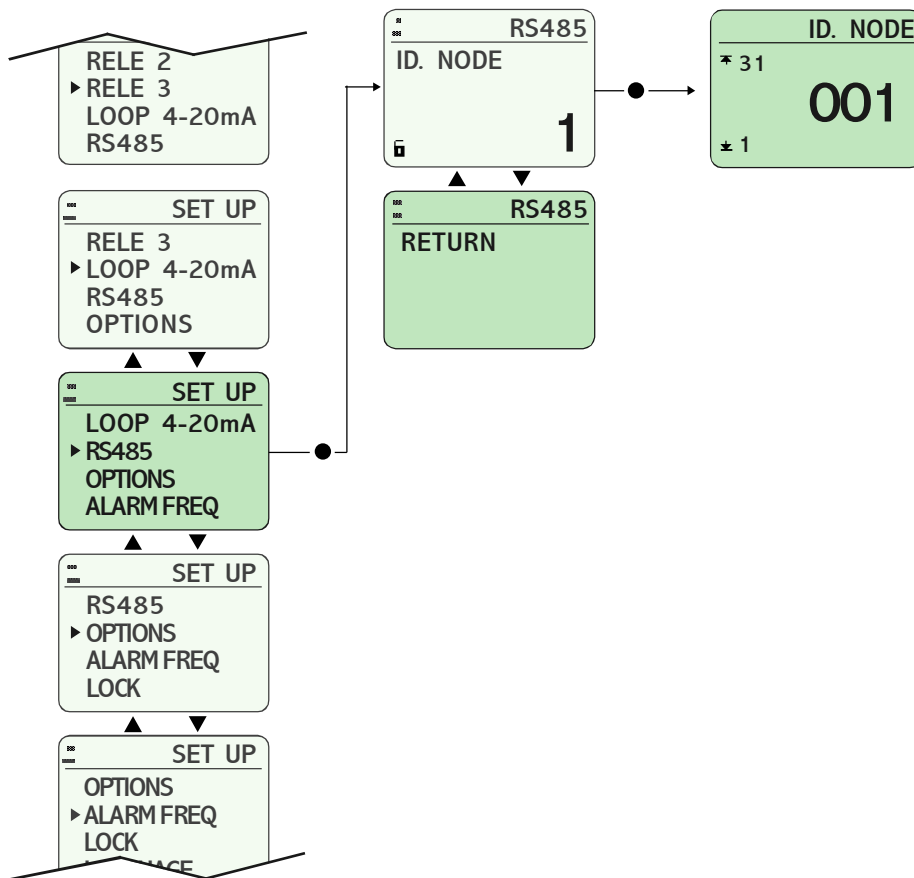 RELE 2
RELE 3
LOOP 4-20mA
RS485
SET UP
RELE 3
LOOP 4-20mA
RS485
OPTIONS
SET UP
LOOP 4-20mA
RS485
OPTIONS
ALARM FREQ
SET UP
RS485
OPTIONS
ALARM FREQ
LOCK
SET UP
OPTIONS
ALARM FREQ
LOCK
RS485
ID. NODE
1
RS485
RETURN
ID. NODE
31
001
1